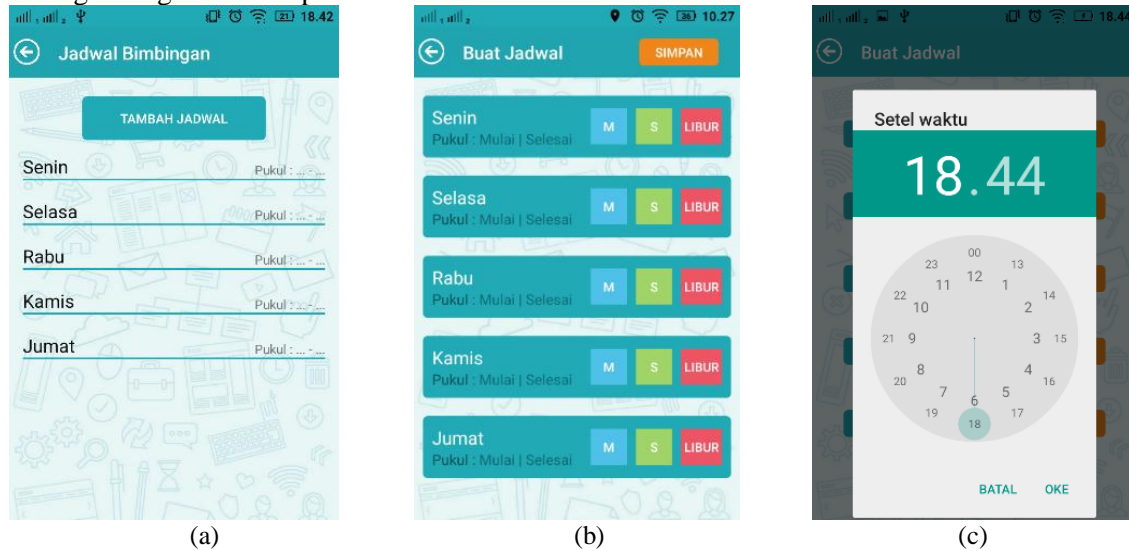 18.42
Jadwal Bimbingan
TAMBAH JADWAL
Senin Pukul : ... - ...
Selasa Pukul : ... - ...
Rabu Pukul : ... - ...
Kamis Pukul : ... - ...
Jumat Pukul : ... - ...
(a)
10.27
Buat Jadwal SIMPAN
Senin
Pukul : Mulai | Selesai M S LIBUR
Selasa
Pukul : Mulai | Selesai M S LIBUR
Rabu
Pukul : Mulai | Selesai M S LIBUR
Kamis
Pukul : Mulai | Selesai M S LIBUR
Jumat
Pukul : Mulai | Selesai M S LIBUR
(b)
18.44
Buat Jadwal
Setel waktu
18.44
00
23 12 13
22 11 1 14
10 2
21 9 3 15
20 8 4 16
7 6 5
19 18 17
BATAL OKE
(c)